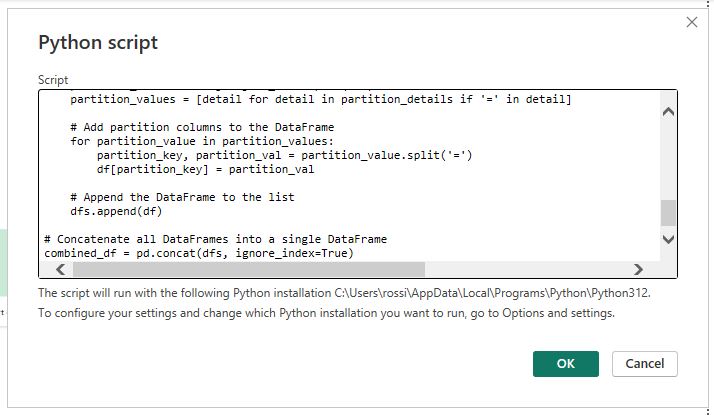 Python script
Script
partition_values = [detail for detail in partition_details if '=' in detail]
# Add partition columns to the DataFrame
for partition_value in partition_values:
partition_key, partition_val = partition_value.split('=')
df[partition_key] = partition_val
# Append the DataFrame to the list
dfs.append(df)
# Concatenate all DataFrames into a single DataFrame
combined_df = pd.concat(dfs, ignore_index=True)
The script will run with the following Python installation C:\Users\rossi\AppData\Local\Programs\Python\Python312.
To configure your settings and change which Python installation you want to run, go to Options and settings.
OK
Cancel